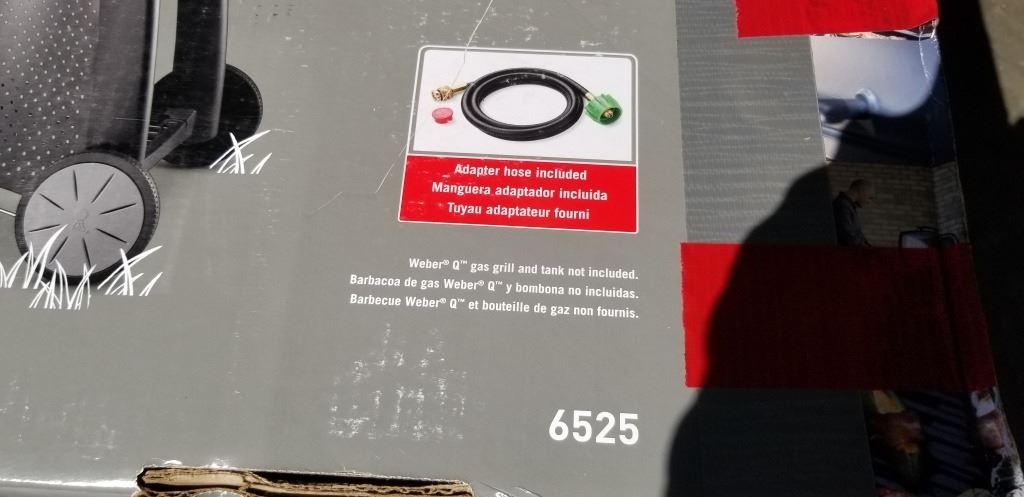 Adapter hose included
Manguera adaptador incluida
Tuyau adaptateur fourni
Weber® Q™ gas grill and tank not included.
Barbacoa de gas Weber® Q™ y bombona no incluidas.
Barbecue Weber® Q™ et bouteille de gaz non fournis.
6525